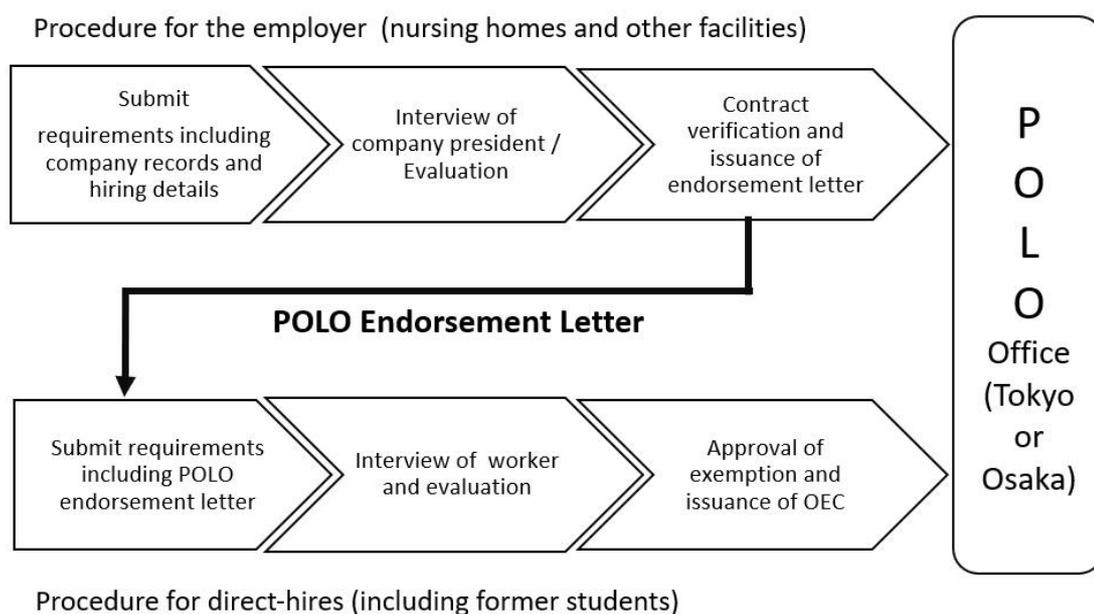 Procedure for the employer (nursing homes and other facilities)
Submit
requirements including
company records and
hiring details
Interview of
company president /
Evaluation
Contract
verification and
issuance of
endorsement letter
POLO Endorsement Letter
Submit requirements
including POLO
endorsement letter
Interview of worker
and evaluation
Approval of
exemption and
issuance of OEC
Procedure for direct-hires (including former students)
P
O
L
O
Office
(Tokyo
or
Osaka)